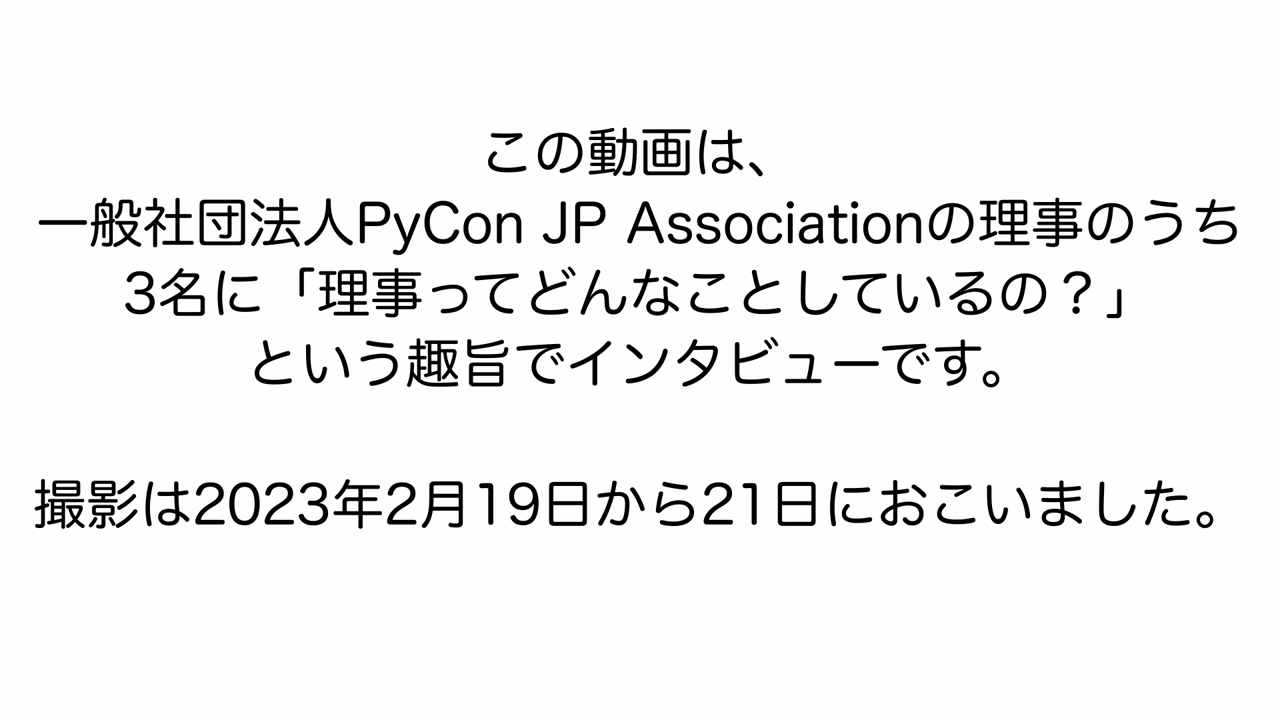 この動画は、
一般社団法人PyCon JP Associationの理事のうち
3名に「理事ってどんなことしているの？」
という趣旨でインタビューです。
撮影は2023年2月19日から21日におこいました。